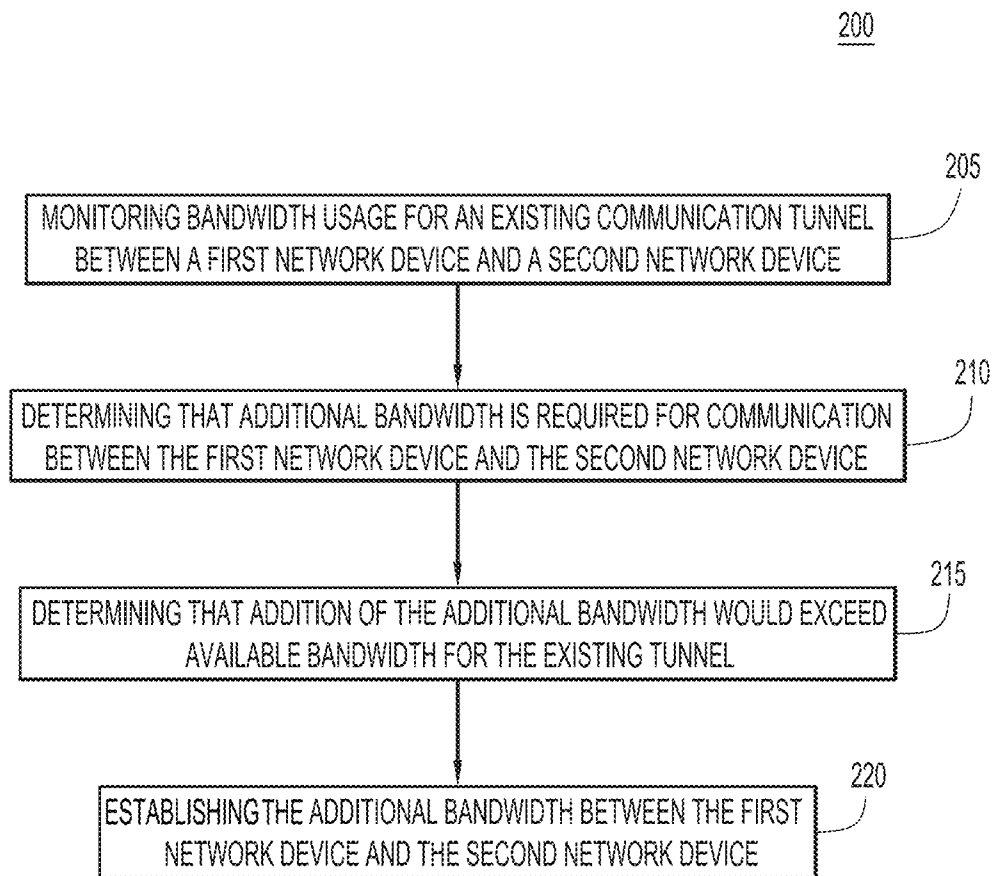 200
205
MONITORING BANDWIDTH USAGE FOR AN EXISTING COMMUNICATION TUNNEL
BETWEEN A FIRST NETWORK DEVICE AND A SECOND NETWORK DEVICE
210
DETERMINING THAT ADDITIONAL BANDWIDTH IS REQUIRED FOR COMMUNICATION
BETWEEN THE FIRST NETWORK DEVICE AND THE SECOND NETWORK DEVICE
215
DETERMINING THAT ADDITION OF THE ADDITIONAL BANDWIDTH WOULD EXCEED
AVAILABLE BANDWIDTH FOR THE EXISTING TUNNEL
220
ESTABLISHING THE ADDITIONAL BANDWIDTH BETWEEN THE FIRST
NETWORK DEVICE AND THE SECOND NETWORK DEVICE